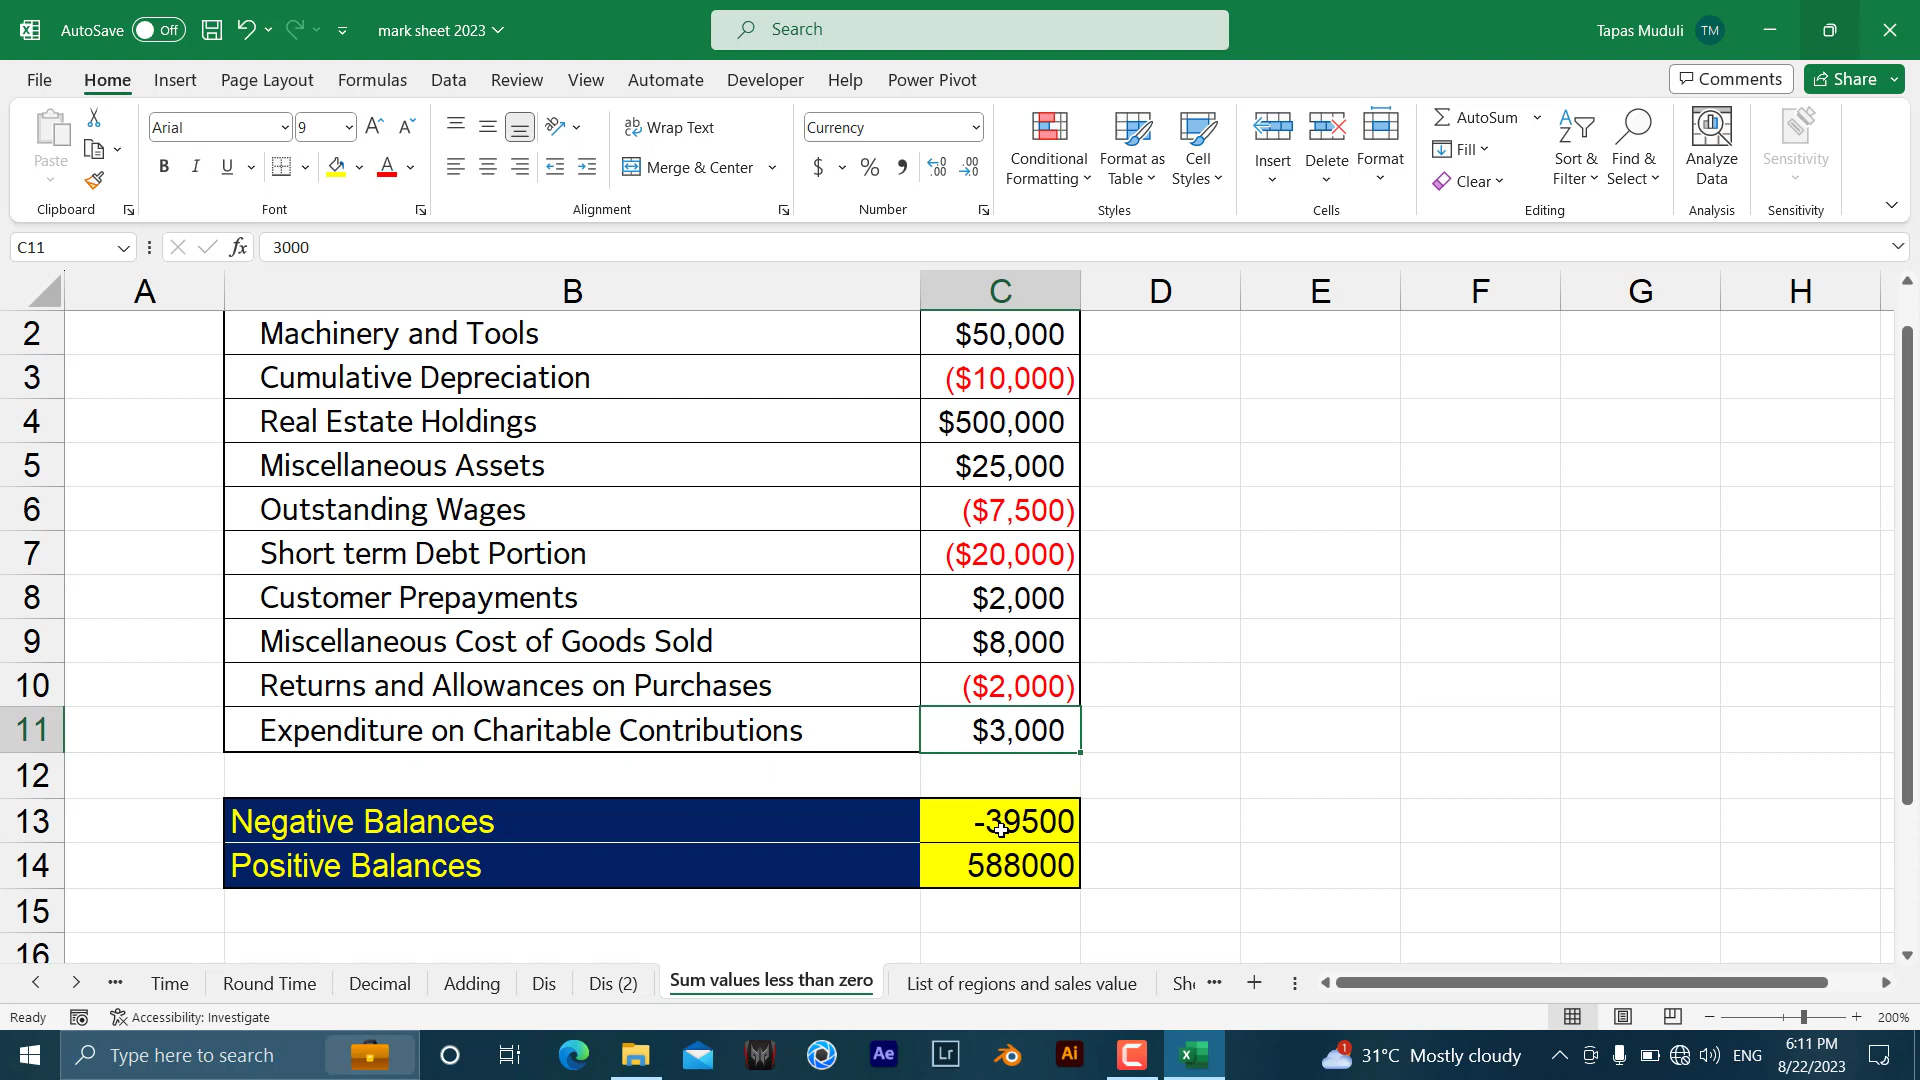 AutoSave Off mark sheet 2023 Search Tapas Muduli TM
File Home Insert Page Layout Formulas Data Review View Automate Developer Help Power Pivot Comments Share
Paste Arial 9 Wrap Text Currency Conditional Formatting Format as Table Cell Styles Insert Delete Format AutoSum Sort & Filter Find & Select Analyze Data Sensitivity
B I U Merge & Center $ % Fill Clear
Clipboard Font Alignment Number Styles Cells Editing Analysis Sensitivity
C11 fx 3000
A B C D E F G H
2 Machinery and Tools $50,000
3 Cumulative Depreciation ($10,000)
4 Real Estate Holdings $500,000
5 Miscellaneous Assets $25,000
6 Outstanding Wages ($7,500)
7 Short term Debt Portion ($20,000)
8 Customer Prepayments $2,000
9 Miscellaneous Cost of Goods Sold $8,000
10 Returns and Allowances on Purchases ($2,000)
11 Expenditure on Charitable Contributions $3,000
12
13 Negative Balances -39500
14 Positive Balances 588000
15
16
Time Round Time Decimal Adding Dis Dis (2) Sum values less than zero List of regions and sales value She
Ready Accessibility: Investigate 200%
Type here to search Ae Lr Ai 1 31°C Mostly cloudy ENG 6:11 PM
8/22/2023